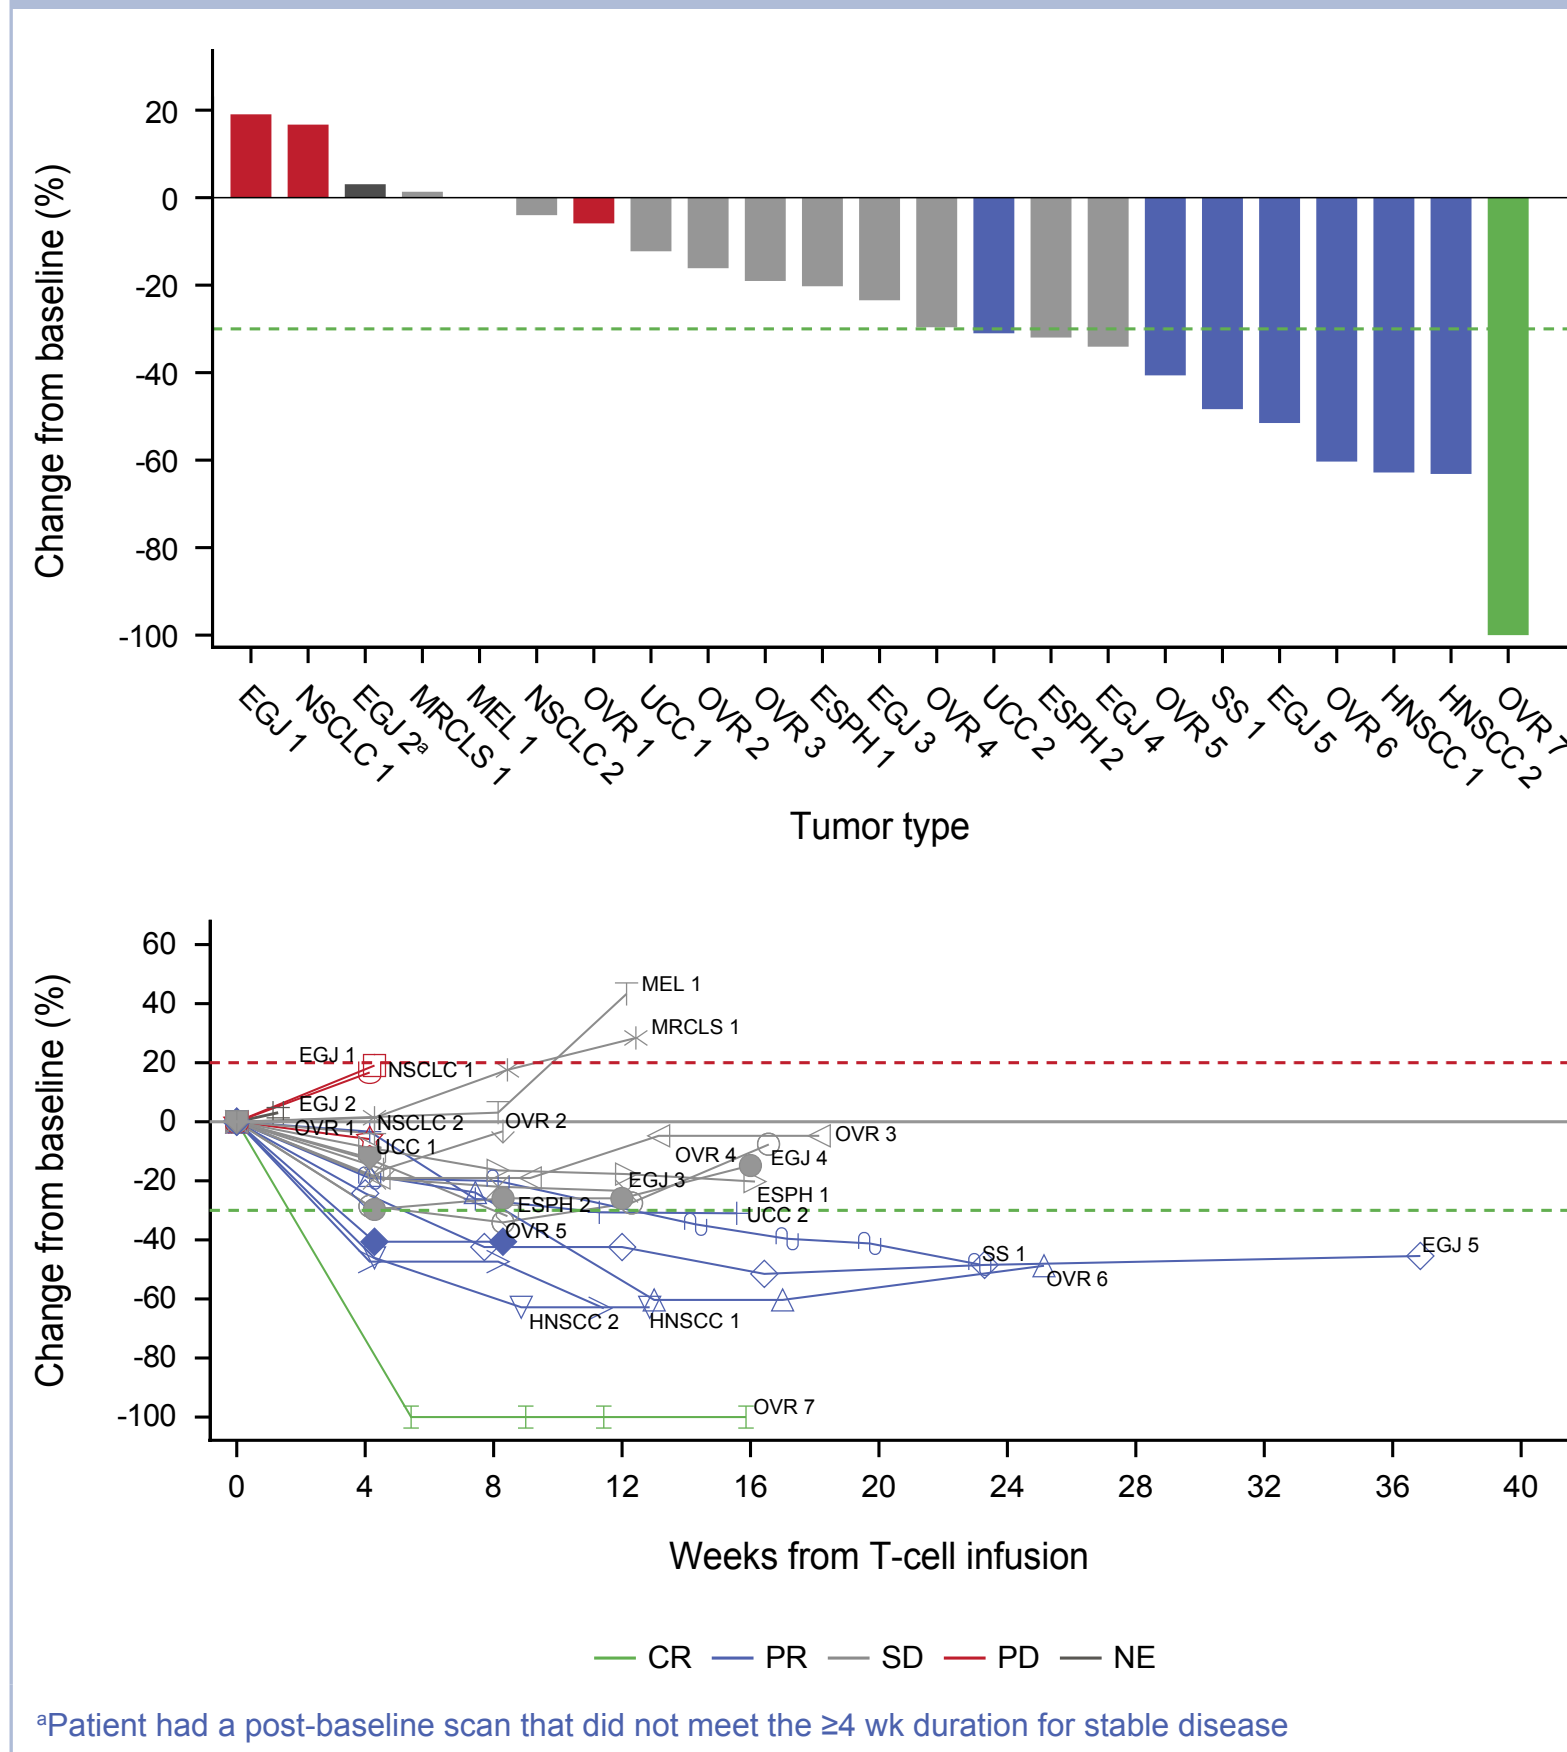 Change from baseline (%)
20
0
-20
-40
-60
-80
-100
EGJ 1
NSCLC 1
EGJ 2ᵃ
MRCLS 1
MEL 1
NSCLC 2
OVR 1
UCC 1
OVR 2
OVR 3
ESPH 1
EGJ 3
OVR 4
UCC 2
ESPH 2
EGJ 4
OVR 5
SS 1
EGJ 5
OVR 6
HNSCC 1
HNSCC 2
OVR 7
Tumor type
Change from baseline (%)
60
40
20
0
-20
-40
-60
-80
-100
MEL 1
MRCLS 1
EGJ 1
NSCLC 1
EGJ 2
OVR 1
NSCLC 2
OVR 2
UCC 1
OVR 3
OVR 4
EGJ 4
EGJ 3
ESPH 1
ESPH 2
UCC 2
OVR 5
SS 1
EGJ 5
OVR 6
HNSCC 2
HNSCC 1
OVR 7
0 4 8 12 16 20 24 28 32 36 40
Weeks from T-cell infusion
CR PR SD PD NE
ᵃPatient had a post-baseline scan that did not meet the ≥4 wk duration for stable disease